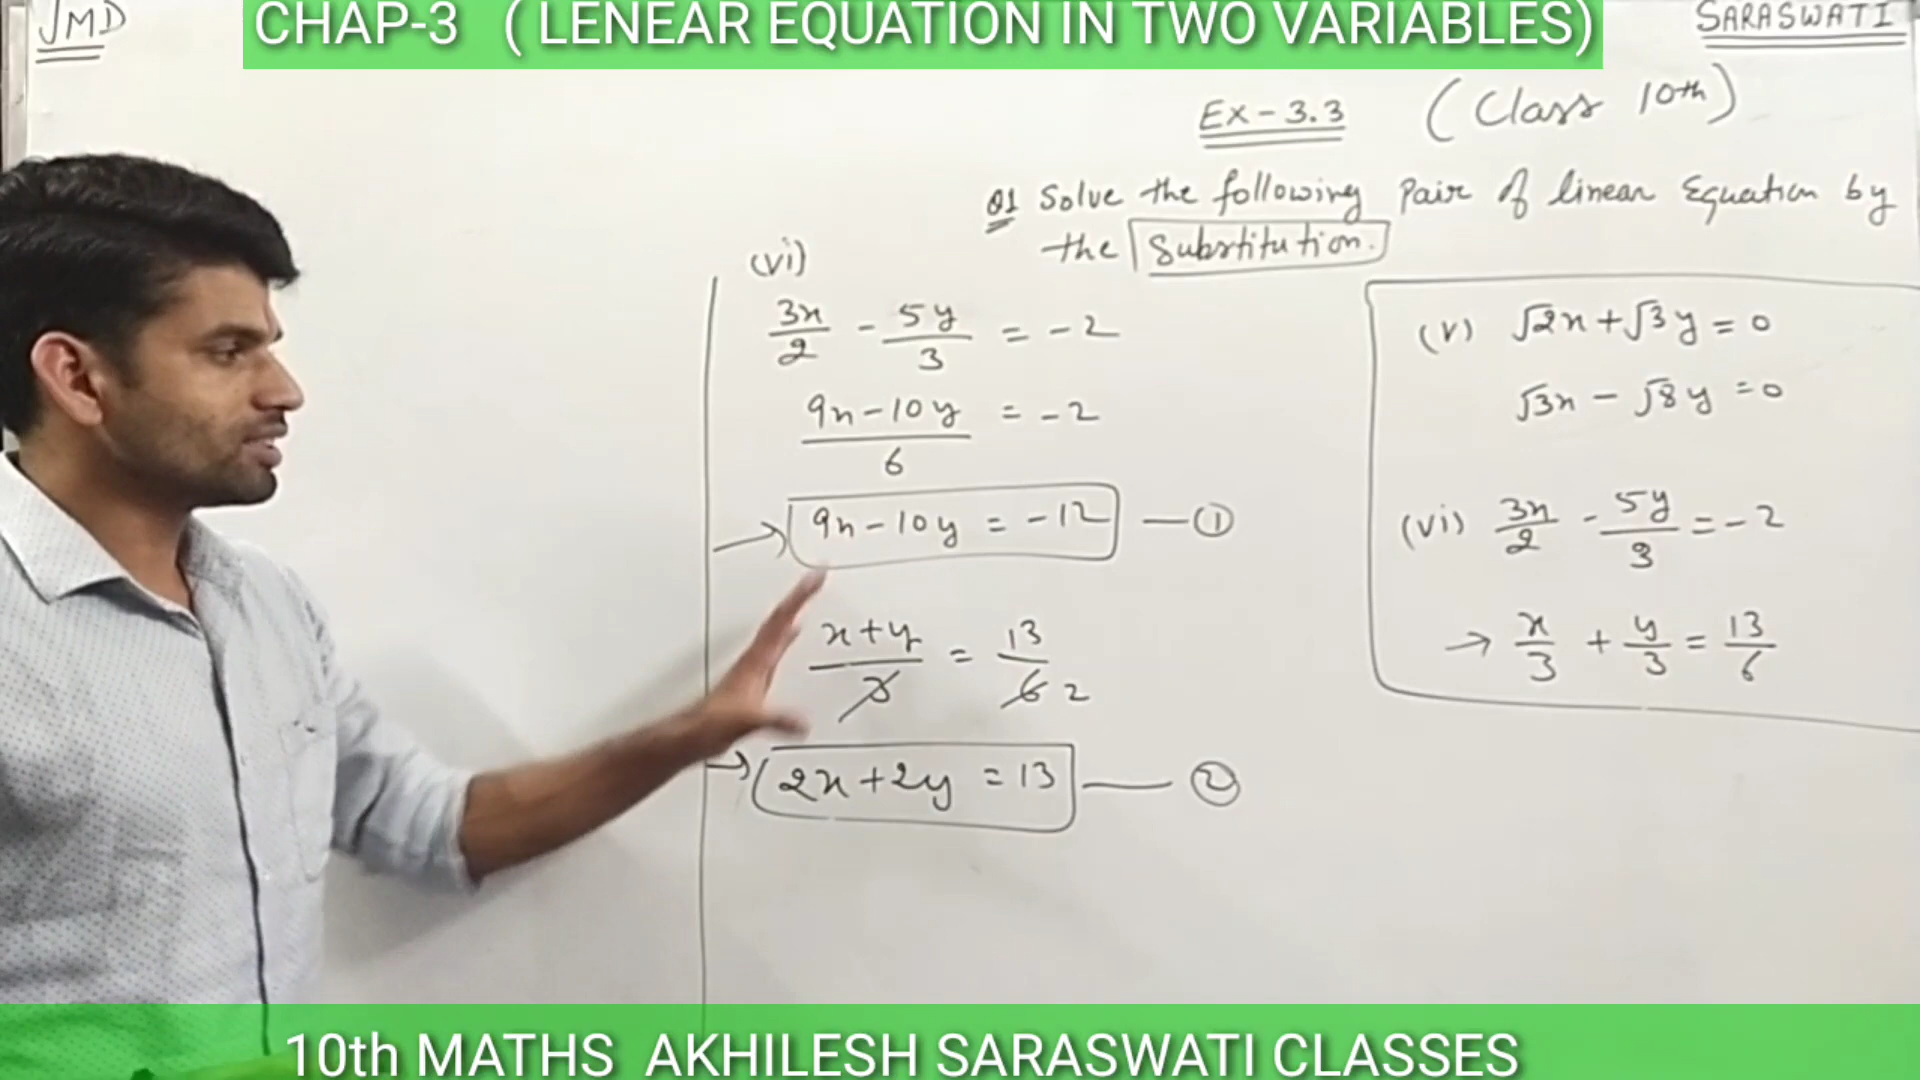 JMD
CHAP-3 ( LENEAR EQUATION IN TWO VARIABLES)
SARASWATI
Ex-3.3 (Class 10th)
Q1 Solve the following Pair of linear Equation by
the Substitution.
(vi)
3x/2 - 5y/3 = -2
9x-10y/6 = -2
→ 9x-10y = -12 —①
x+y/3 = 13/6 2
→ 2x+2y = 13 —②
(v) √2x+√3y=0
√3x-√8y=0
(vi) 3x/2 - 5y/3 = -2
→ x/3 + y/3 = 13/6
10th MATHS AKHILESH SARASWATI CLASSES